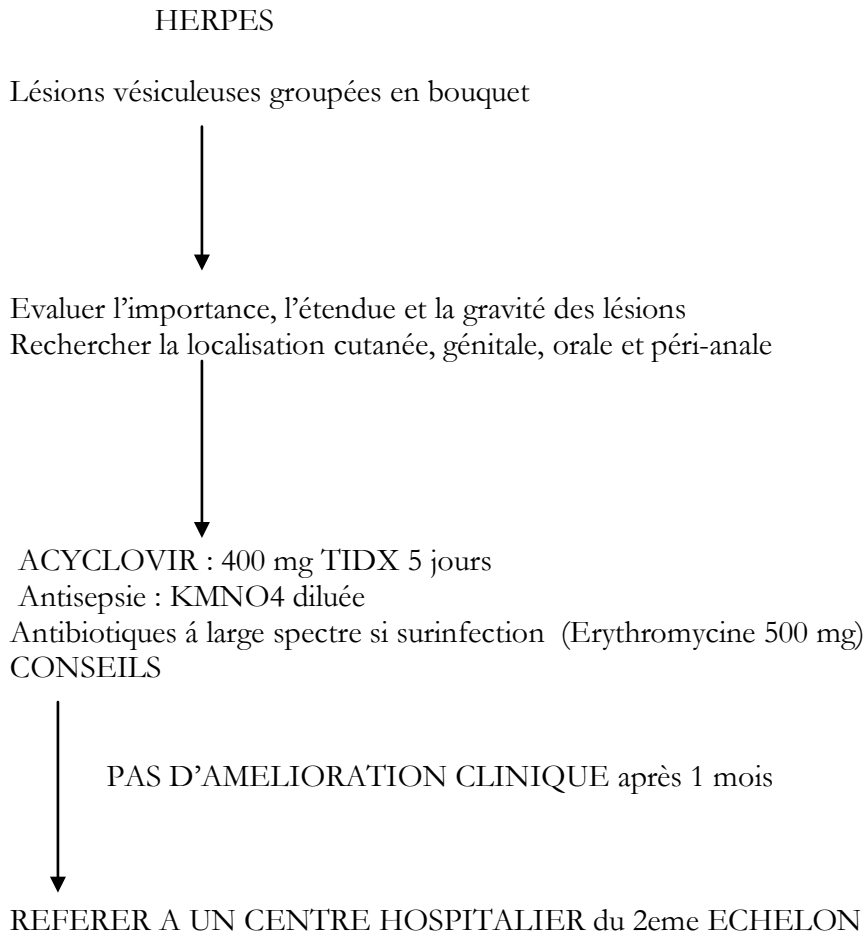 HERPES
Lésions vésiculeuses groupées en bouquet
Evaluer l’importance, l’étendue et la gravité des lésions
Rechercher la localisation cutanée, génitale, orale et péri-anale
ACYCLOVIR : 400 mg TIDX 5 jours
Antisepsie : KMNO4 diluée
Antibiotiques á large spectre si surinfection (Erythromycine 500 mg)
CONSEILS
PAS D’AMELIORATION CLINIQUE après 1 mois
REFERER A UN CENTRE HOSPITALIER du 2eme ECHELON